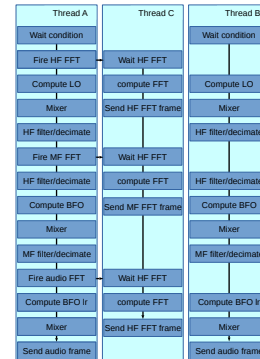 Thread A
Wait condition
Fire HF FFT
Compute LO
Mixer
HF filter/decimate
Fire MF FFT
HF filter/decimate
Compute BFO
Mixer
MF filter/decimate
Fire audio FFT
Compute BFO Ir
Mixer
Send audio frame
Thread C
Wait HF FFT
compute FFT
Send HF FFT frame
Wait HF FFT
compute FFT
Send MF FFT frame
Wait HF FFT
compute FFT
Send HF FFT frame
Thread B
Wait condition
Compute LO
Mixer
HF filter/decimate
HF filter/decimate
Compute BFO
Mixer
MF filter/decimate
Compute BFO Ir
Mixer
Send audio frame